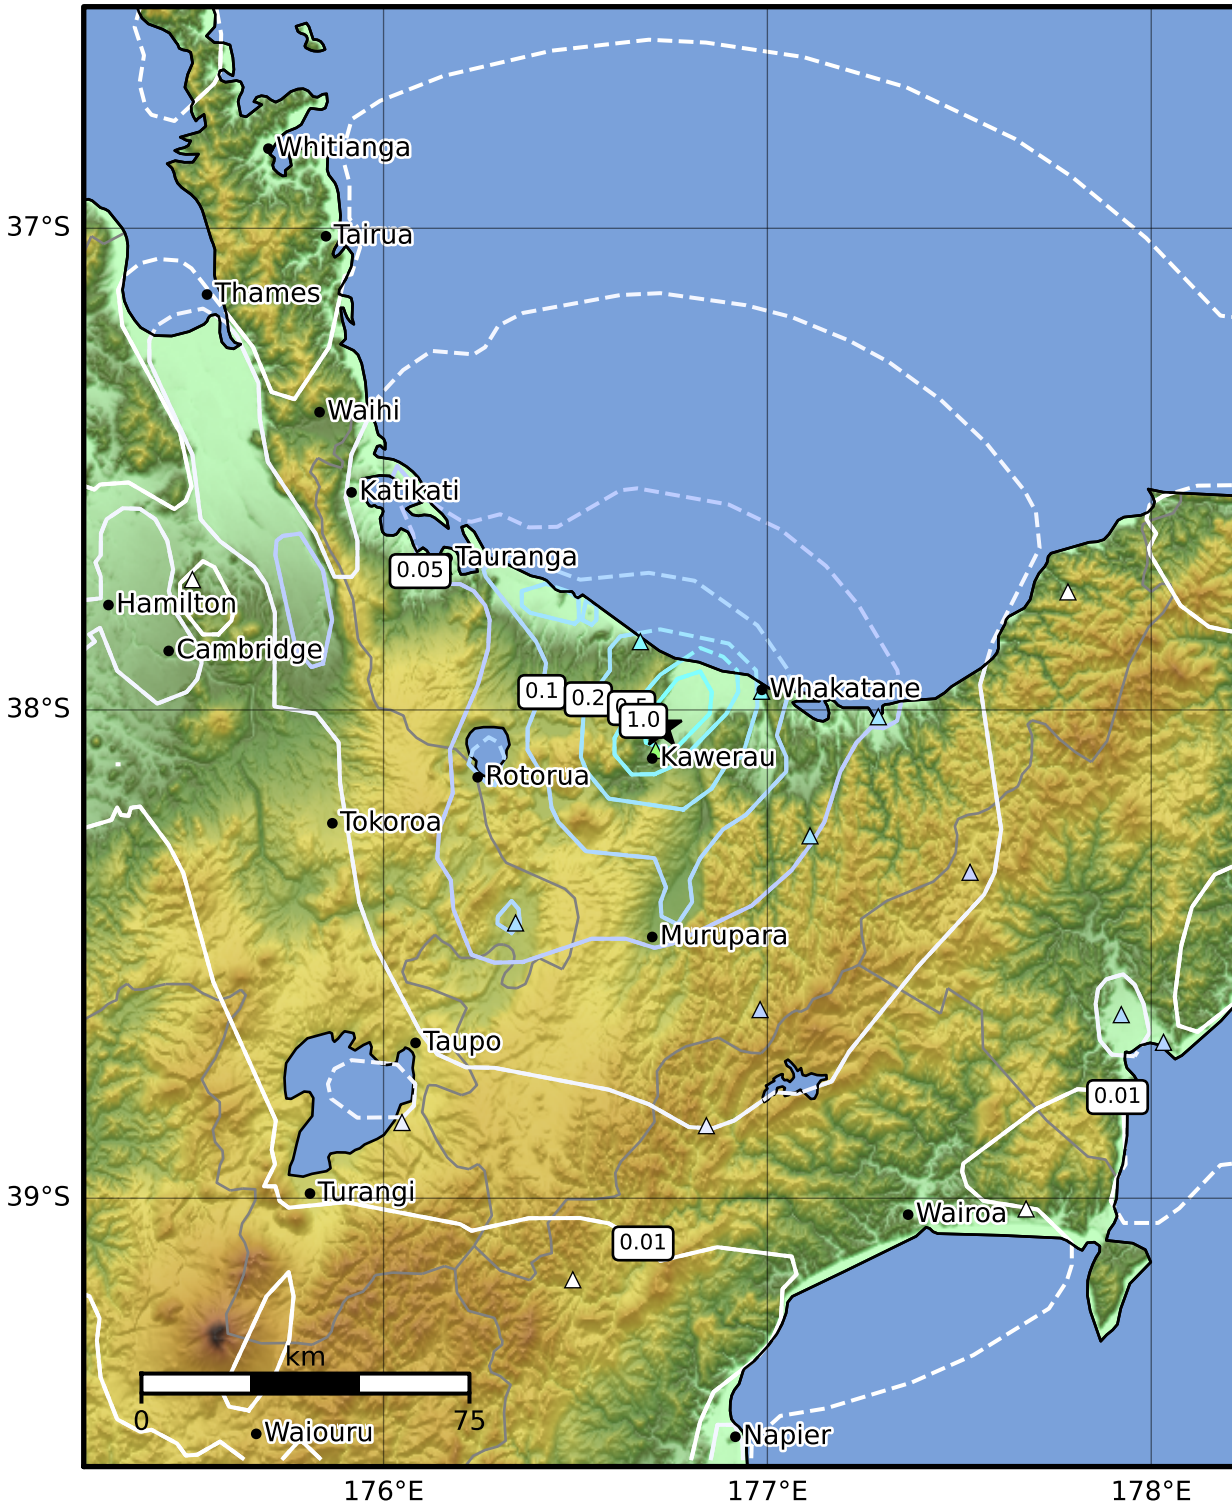 Whitianga
37°S
Tairua
Thames
Waihi
Katikati
Tauranga
0.05
Hamilton
Cambridge
0.1
0.2
Whakatane
38°S
1.0
Kawerau
Rotorua
Tokoroa
Murupara
Taupo
0.01
Turangi
39°S
Wairoa
0.01
km
0
75
Waiouru
Napier
176°E
177°E
178°E